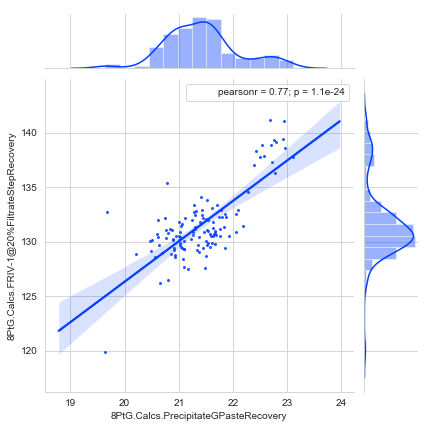 pearsonr = 0.77; p = 1.1e-24
140
135
130
125
120
8PtG.Calcs.FRIV-1@20%FiltrateStepRecovery
19 20 21 22 23 24
8PtG.Calcs.PrecipitateGPasteRecovery